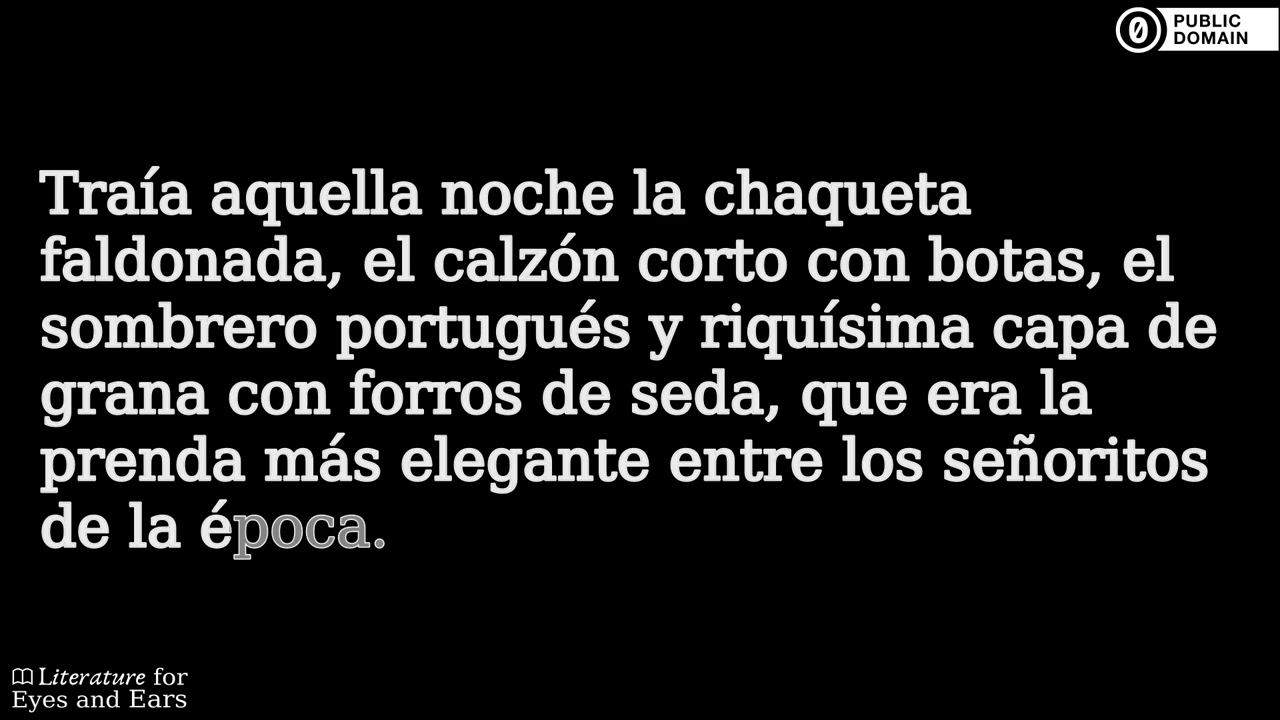 PUBLIC
DOMAIN
Traía aquella noche la chaqueta
faldonada, el calzón corto con botas, el
sombrero portugués y riquísima capa de
grana con forros de seda, que era la
prenda más elegante entre los señoritos
de la época.
Literature for
Eyes and Ears